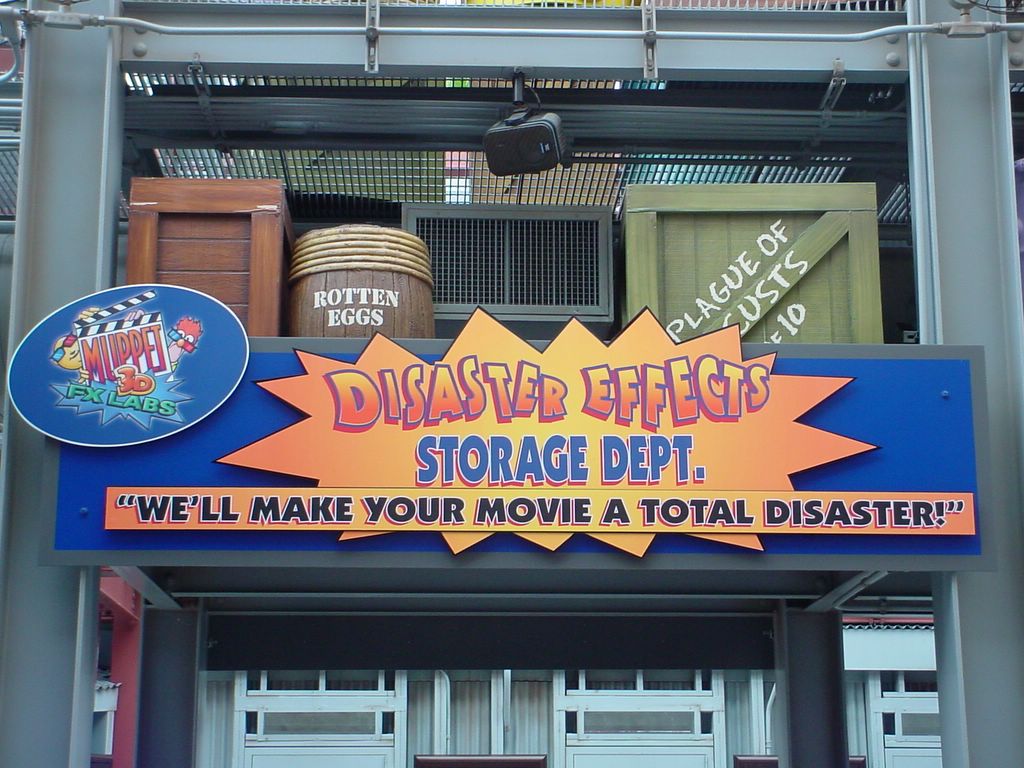 ROTTEN
EGGS
PLAGUE OF
10
MUPPET
3D
FX LABS
DISASTER EFFECTS
STORAGE DEPT.
"WE'LL MAKE YOUR MOVIE A TOTAL DISASTER!"